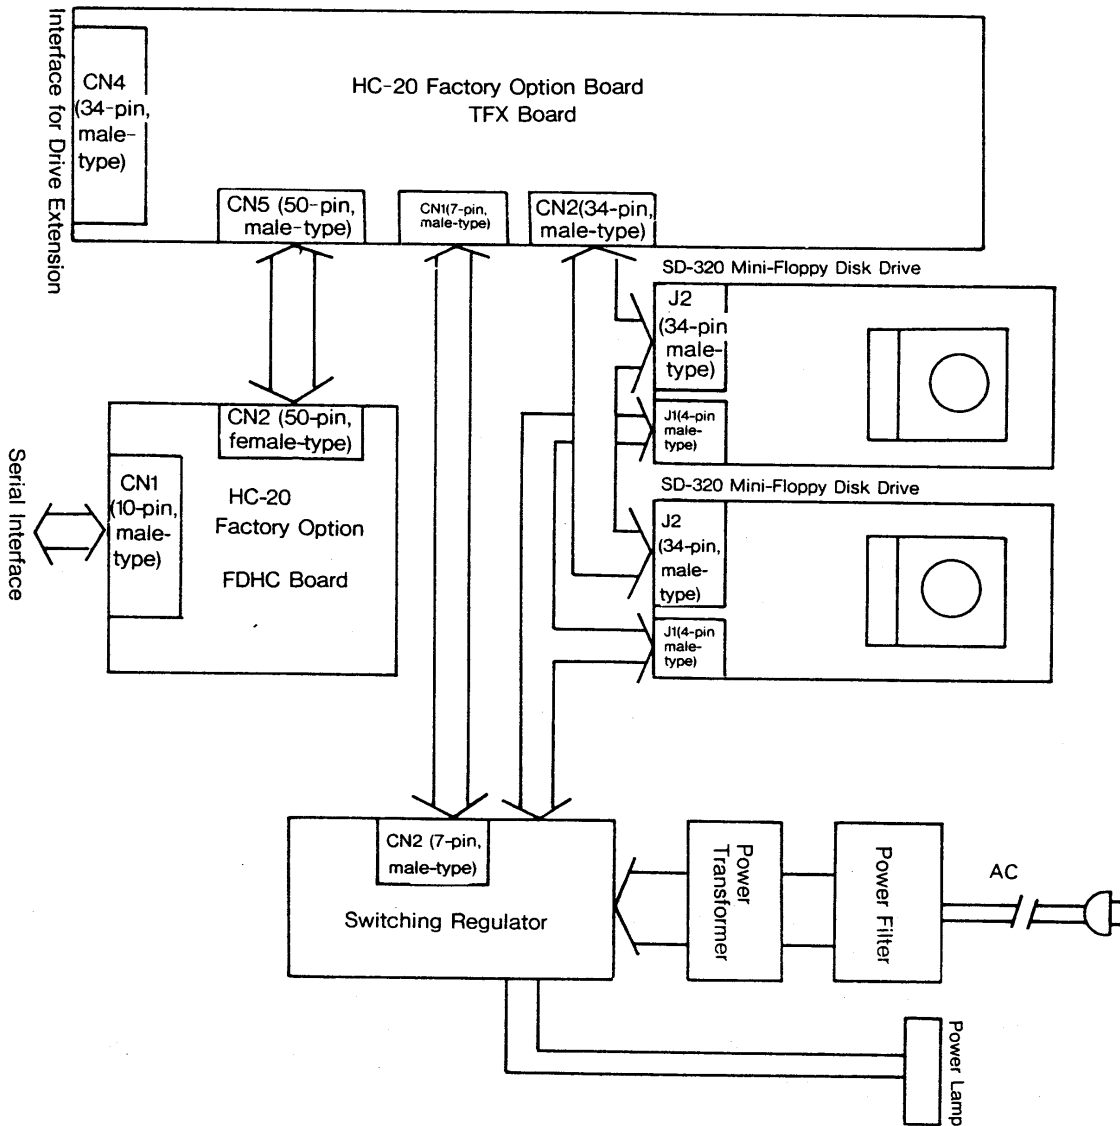 Interface for Drive Extension
CN4
(34-pin,
male-
type)
HC-20 Factory Option Board
TFX Board
CN5 (50-pin,
male-type)
CN1(7-pin,
male-type)
CN2(34-pin,
male-type)
SD-320 Mini-Floppy Disk Drive
J2
(34-pin
male-
type)
J1(4-pin
male-
type)
SD-320 Mini-Floppy Disk Drive
J2
(34-pin,
male-
type)
J1(4-pin
male-
type)
Serial Interface
CN1
(10-pin,
male-
type)
CN2 (50-pin,
female-type)
HC-20
Factory Option
FDHC Board
CN2 (7-pin,
male-type)
Switching Regulator
Power
Transformer
Power Filter
AC
Power Lamp